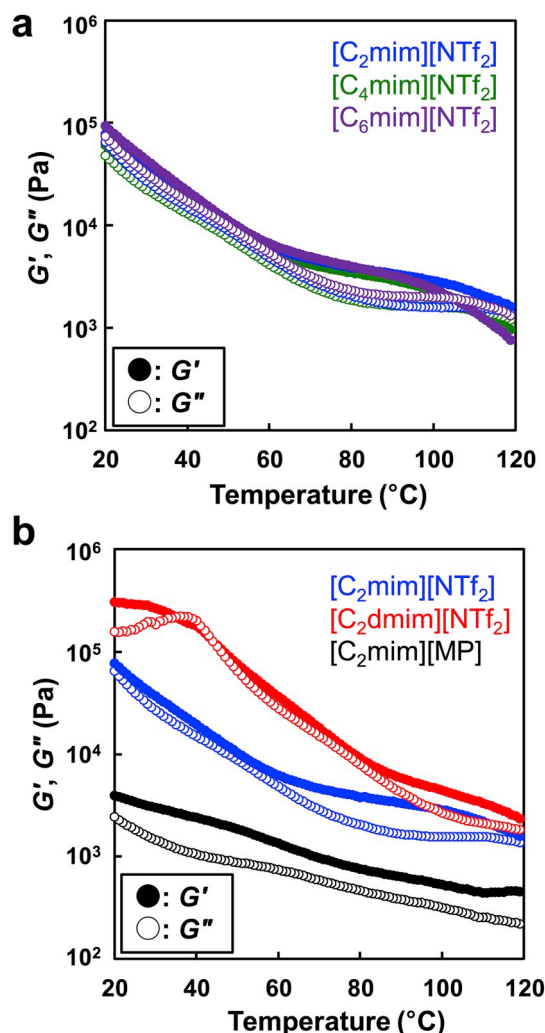 a
[C₂mim][NTf₂]
[C₄mim][NTf₂]
[C₆mim][NTf₂]
10⁶
10⁵
10⁴
10³
10²
G′, G″ (Pa)
●: G′
○: G″
20 40 60 80 100 120
Temperature (°C)
b
[C₂mim][NTf₂]
[C₂dmim][NTf₂]
[C₂mim][MP]
10⁶
10⁵
10⁴
10³
10²
G′, G″ (Pa)
●: G′
○: G″
20 40 60 80 100 120
Temperature (°C)